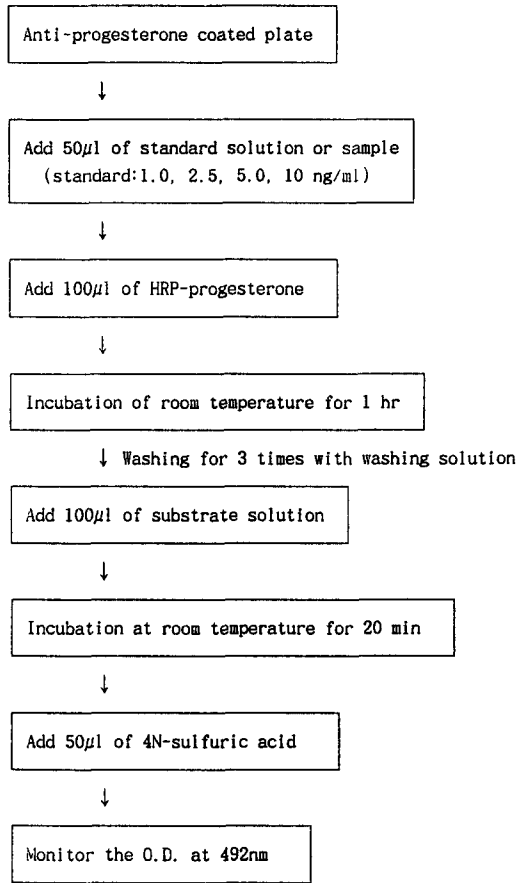 Anti-progesterone coated plate
↓
Add 50μl of standard solution or sample
(standard:1.0, 2.5, 5.0, 10 ng/ml)
↓
Add 100μl of HRP-progesterone
↓
Incubation of room temperature for 1 hr
↓ Washing for 3 times with washing solution
Add 100μl of substrate solution
↓
Incubation at room temperature for 20 min
↓
Add 50μl of 4N-sulfuric acid
↓
Monitor the O.D. at 492nm